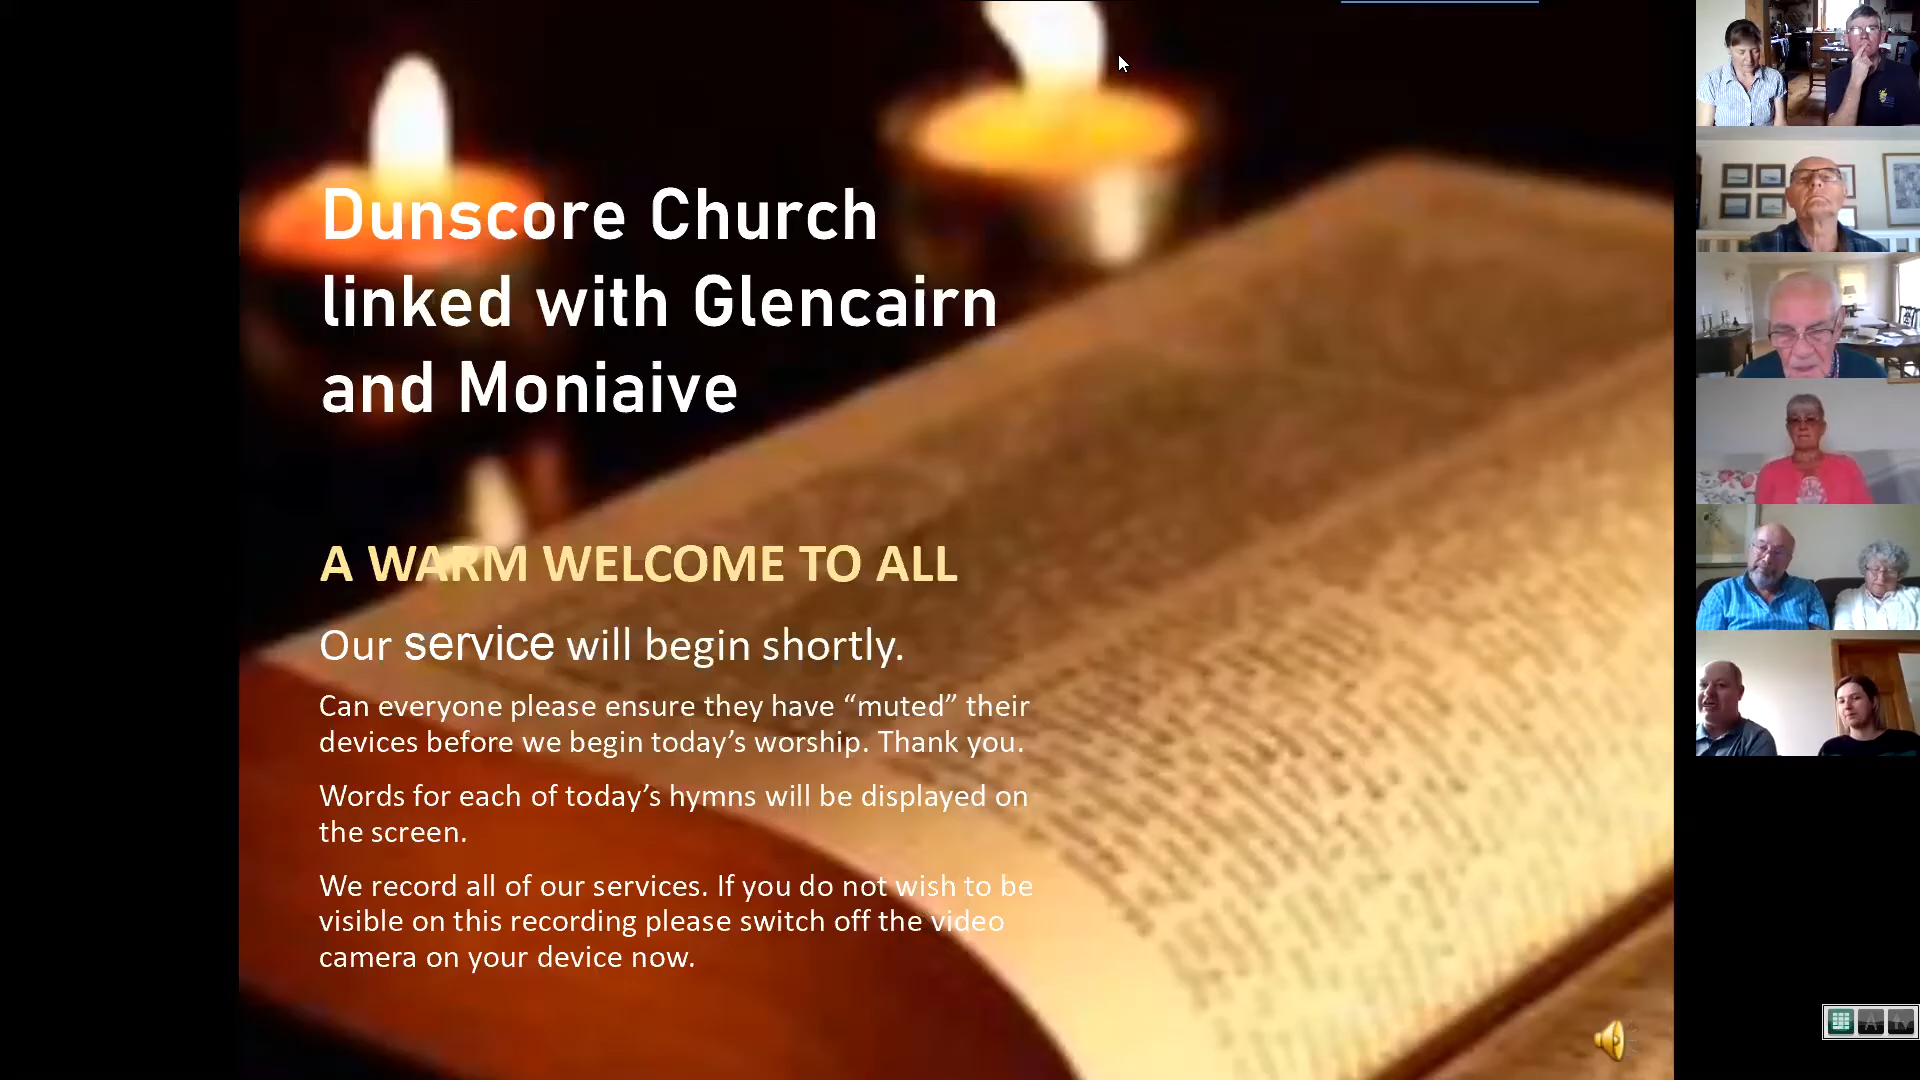 Dunscore Church
linked with Glencairn
and Moniaive
A WARM WELCOME TO ALL
Our service will begin shortly.
Can everyone please ensure they have “muted” their
devices before we begin today’s worship. Thank you.
Words for each of today’s hymns will be displayed on
the screen.
We record all of our services. If you do not wish to be
visible on this recording please switch off the video
camera on your device now.